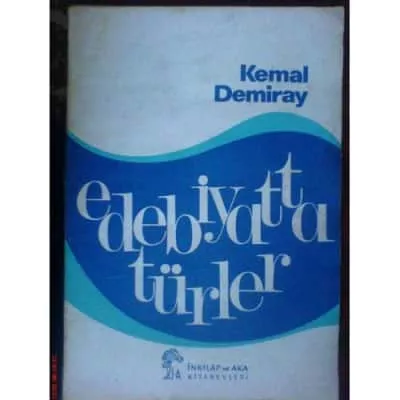 Kemal
Demiray
edebiyatta
türler
İNKILÂP ve AKA
KİTABEVLERİ